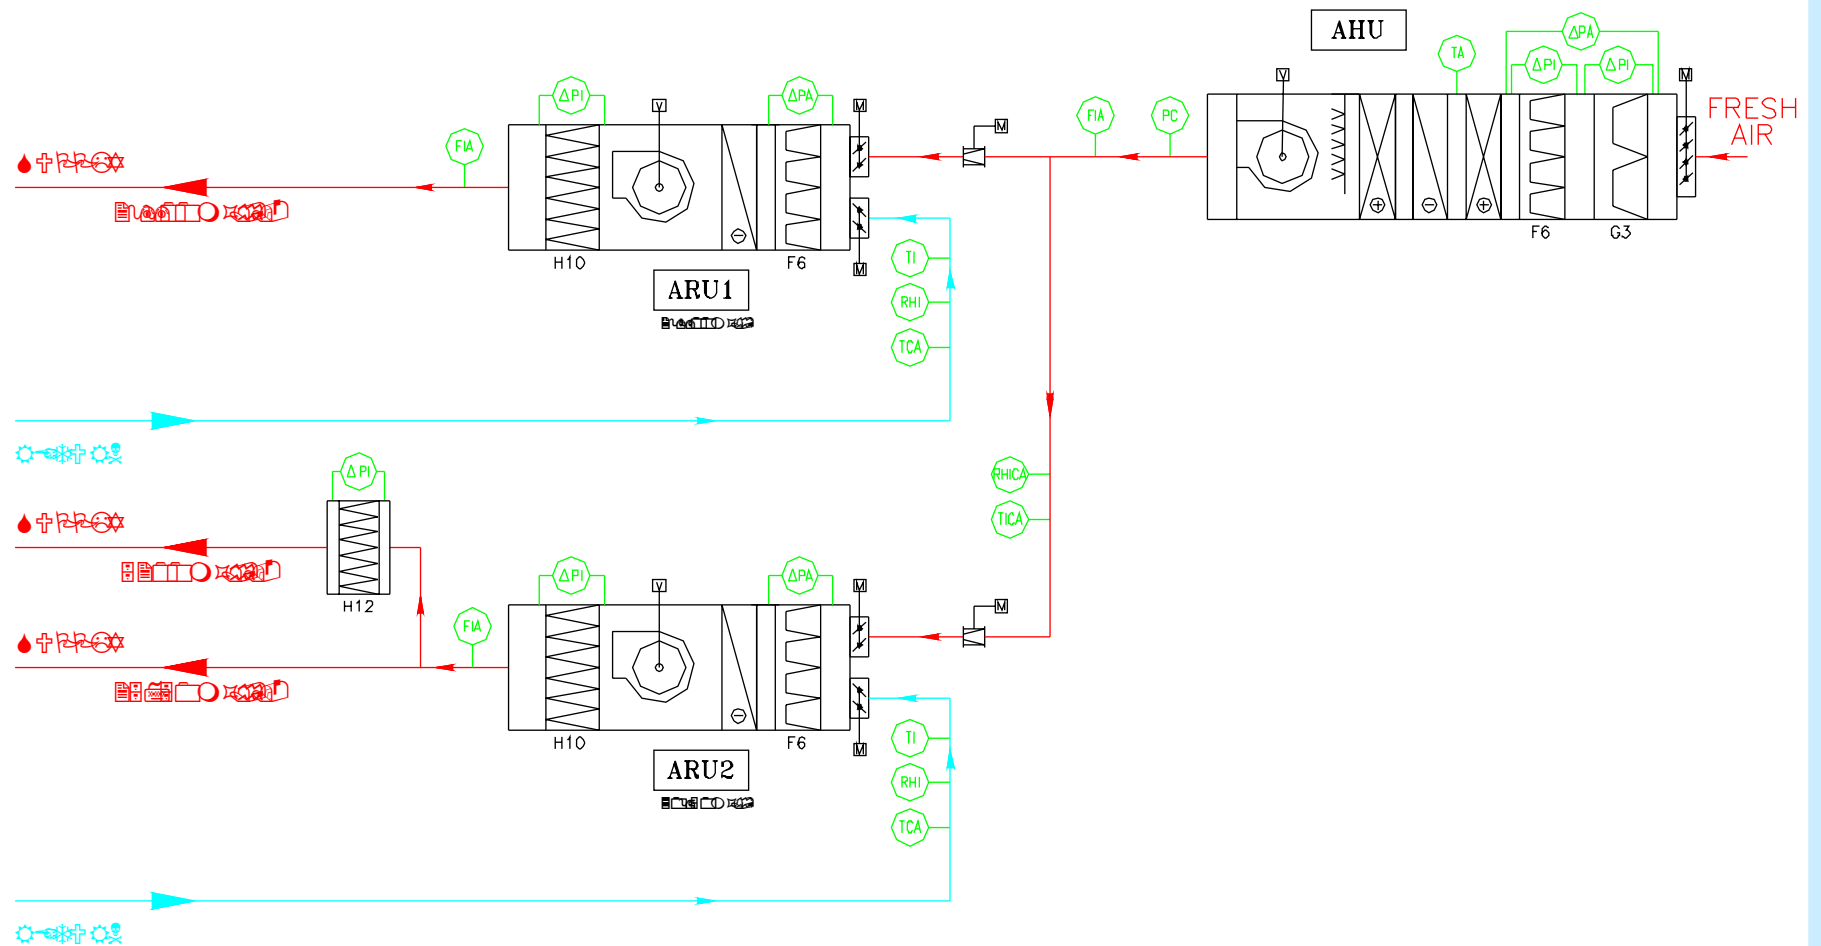 AHU
ΔPA
TA
ΔPI
ΔPI
V
M
FRESH
AIR
FIA
PC
F6
G3
ΔPI
ΔPA
V
M
M
FIA
H10
F6
M
ARU1
TI
RHI
TCA
ΔPI
RHICA
TICA
H12
ΔPI
ΔPA
V
M
M
FIA
H10
F6
M
ARU2
TI
RHI
TCA